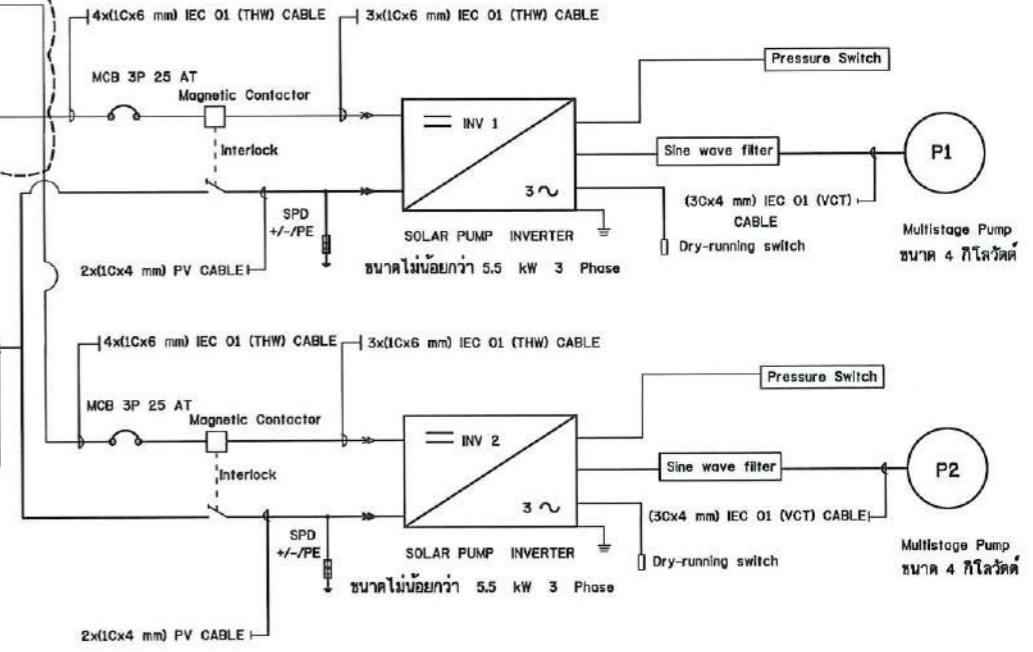 4x(1Cx6 mm) IEC 01 (THW) CABLE
3x(1Cx6 mm) IEC 01 (THW) CABLE
Pressure Switch
MCB 3P 25 AT
Magnetic Contactor
INV 1
Sine wave filter
P1
Interlock
3 ~
SPD
+/-/PE
(3Cx4 mm) IEC 01 (VCT)
CABLE
SOLAR PUMP INVERTER
Dry-running switch
Multistage Pump
ขนาด 4 กิโลวัตต์
2x(1Cx4 mm) PV CABLE
ขนาดไม่น้อยกว่า 5.5 kW 3 Phase
4x(1Cx6 mm) IEC 01 (THW) CABLE
3x(1Cx6 mm) IEC 01 (THW) CABLE
Pressure Switch
MCB 3P 25 AT
Magnetic Contactor
INV 2
Sine wave filter
P2
Interlock
3 ~
SPD
+/-/PE
(3Cx4 mm) IEC 01 (VCT) CABLE
SOLAR PUMP INVERTER
Dry-running switch
Multistage Pump
ขนาด 4 กิโลวัตต์
ขนาดไม่น้อยกว่า 5.5 kW 3 Phase
2x(1Cx4 mm) PV CABLE